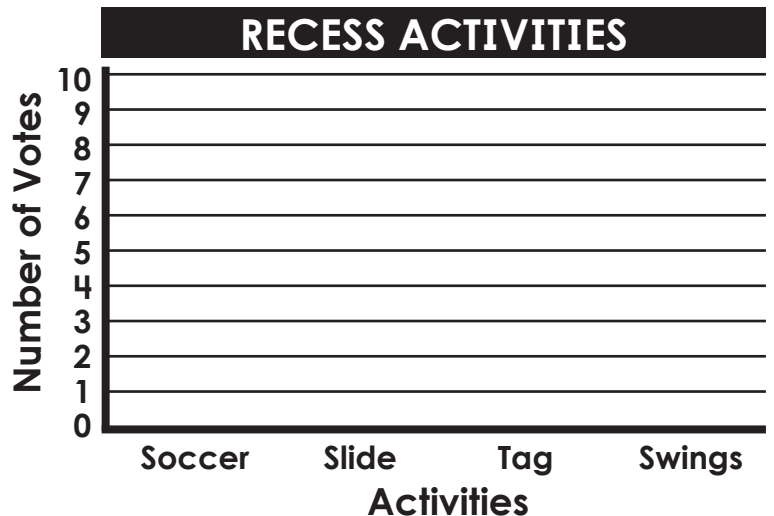 RECESS ACTIVITIES
Number of Votes
10
9
8
7
6
5
4
3
2
1
0
Soccer Slide Tag Swings
Activities